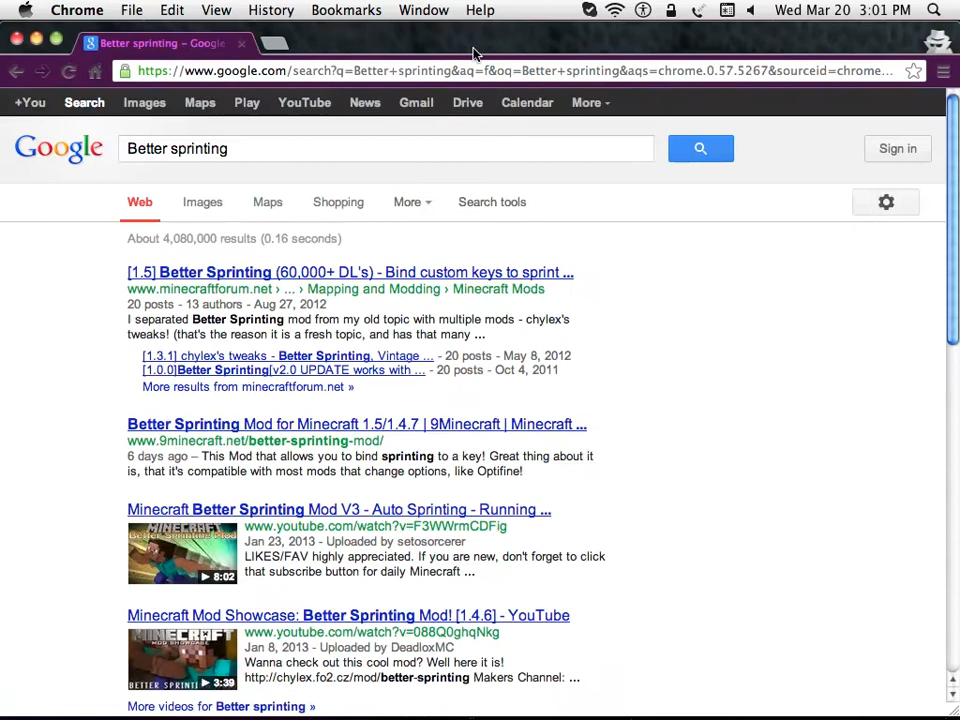 Chrome File Edit View History Bookmarks Window Help Wed Mar 20 3:01 PM
Better sprinting – Google
https://www.google.com/search?q=Better+sprinting&aq=f&oq=Better+sprinting&aqs=chrome.0.57.5267&sourceid=chrome...
+You Search Images Maps Play YouTube News Gmail Drive Calendar More
Google Better sprinting Sign in
Web Images Maps Shopping More Search tools
About 4,080,000 results (0.16 seconds)
[1.5] Better Sprinting (60,000+ DL's) - Bind custom keys to sprint ...
www.minecraftforum.net › ... › Mapping and Modding › Minecraft Mods
20 posts - 13 authors - Aug 27, 2012
I separated Better Sprinting mod from my old topic with multiple mods - chylex's
tweaks! (that's the reason it is a fresh topic, and has that many ...
[1.3.1] chylex's tweaks - Better Sprinting, Vintage ... - 20 posts - May 8, 2012
[1.0.0]Better Sprinting[v2.0 UPDATE works with ... - 20 posts - Oct 4, 2011
More results from minecraftforum.net »
Better Sprinting Mod for Minecraft 1.5/1.4.7 | 9Minecraft | Minecraft ...
www.9minecraft.net/better-sprinting-mod/
6 days ago – This Mod that allows you to bind sprinting to a key! Great thing about it
is, that it's compatible with most mods that change options, like Optifine!
Minecraft Better Sprinting Mod V3 - Auto Sprinting - Running ...
www.youtube.com/watch?v=F3WWrmCDFig
Jan 23, 2013 - Uploaded by setosorcerer
LIKES/FAV highly appreciated. If you are new, don't forget to click
that subscribe button for daily Minecraft ...
MINECRAFT
Better Sprinting Mod
8:02
Minecraft Mod Showcase: Better Sprinting Mod! [1.4.6] - YouTube
www.youtube.com/watch?v=088Q0ghqNkg
Jan 8, 2013 - Uploaded by DeadloxMC
Wanna check out this cool mod? Well here it is!
http://chylex.fo2.cz/mod/better-sprinting Makers Channel: ...
MINECRAFT
MOD SHOWCASE
BETTER SPRINTI
3:39
More videos for Better sprinting »